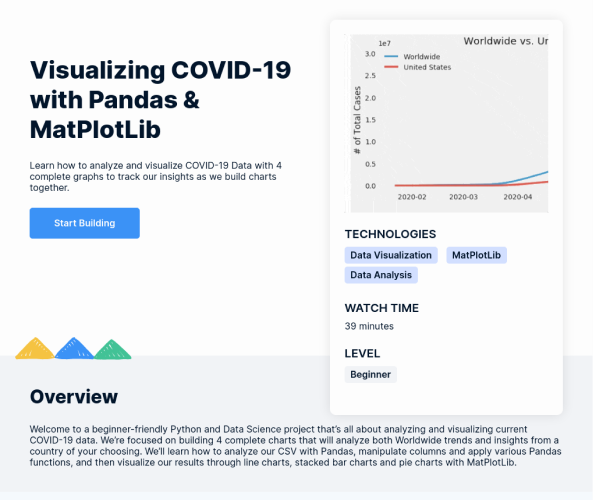 Visualizing COVID-19
with Pandas &
MatPlotLib
Learn how to analyze and visualize COVID-19 Data with 4
complete graphs to track our insights as we build charts
together.
Start Building
1e7
Worldwide vs. Ur
Worldwide
United States
# of Total Cases
3.0
2.5
2.0
1.5
1.0
0.5
0.0
2020-02
2020-03
2020-04
TECHNOLOGIES
Data Visualization
MatPlotLib
Data Analysis
WATCH TIME
39 minutes
LEVEL
Beginner
Overview
Welcome to a beginner-friendly Python and Data Science project that's all about analyzing and visualizing current
COVID-19 data. We're focused on building 4 complete charts that will analyze both Worldwide trends and insights from a
country of your choosing. We'll learn how to analyze our CSV with Pandas, manipulate columns and apply various Pandas
functions, and then visualize our results through line charts, stacked bar charts and pie charts with MatPlotLib.